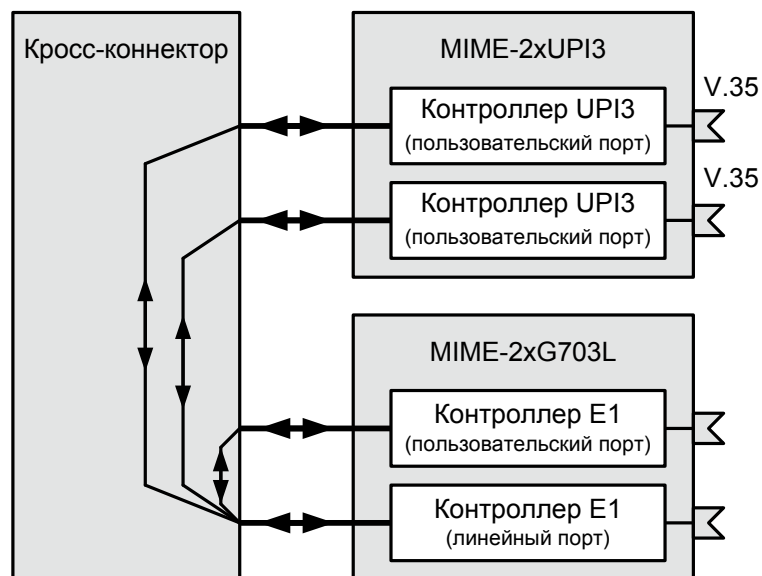 Кросс-коннектор
MIME-2xUPI3
V.35
Контроллер UPI3
(пользовательский порт)
V.35
Контроллер UPI3
(пользовательский порт)
MIME-2xG703L
Контроллер E1
(пользовательский порт)
Контроллер E1
(линейный порт)